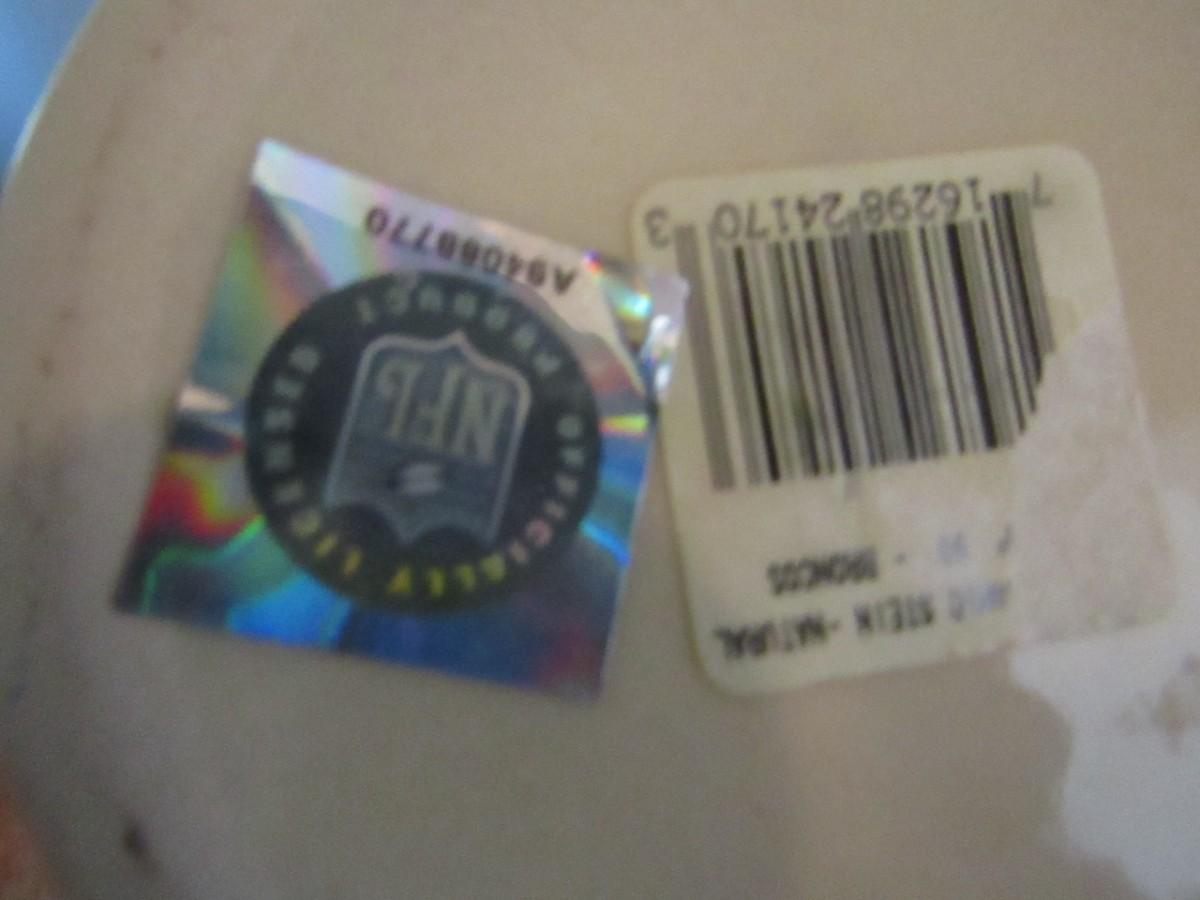 A94088770
OFFICIALLY LICENSED PRODUCT
NFL
STEIN -NATURAL
- BRONCOS
7 16298 24170 3